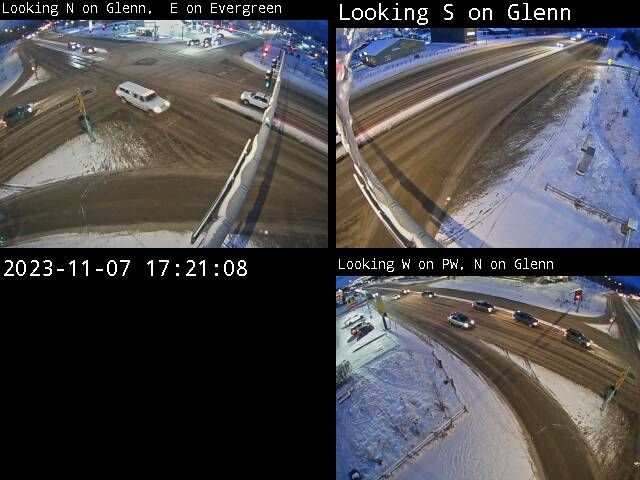 Looking N on Glenn,  E on Evergreen
Looking S on Glenn
2023-11-07 17:21:08
Looking W on PW, N on Glenn